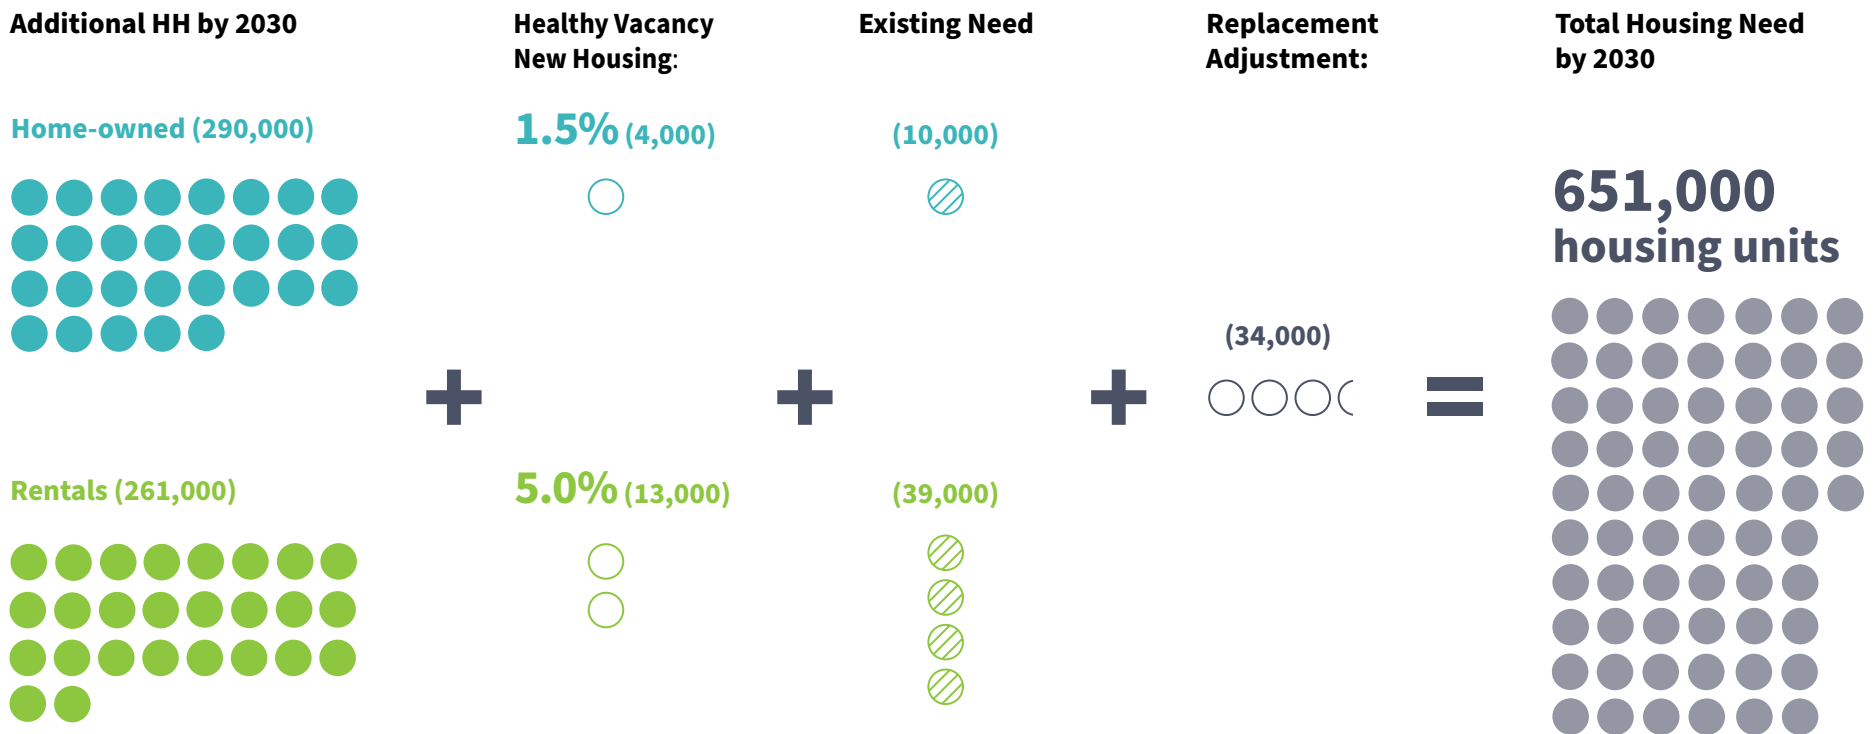 Additional HH by 2030
Home-owned (290,000)
Rentals (261,000)
+
Healthy Vacancy
New Housing:
1.5% (4,000)
5.0% (13,000)
+
Existing Need
(10,000)
(39,000)
+
Replacement
Adjustment:
(34,000)
=
Total Housing Need
by 2030
651,000
housing units